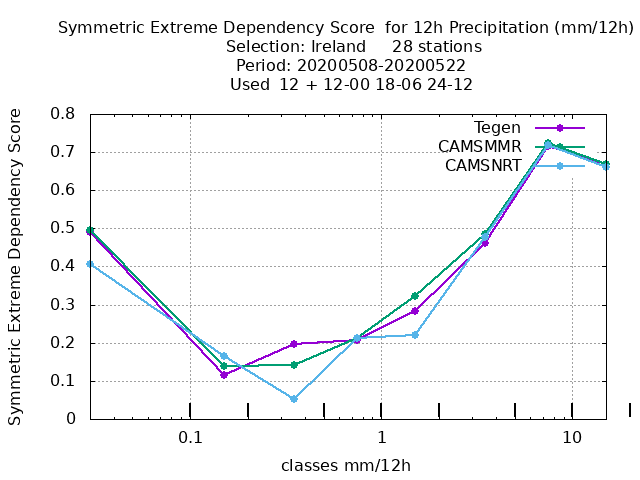 Symmetric Extreme Dependency Score  for 12h Precipitation (mm/12h)
Selection: Ireland     28 stations
Period: 20200508-20200522
Used  12 + 12-00 18-06 24-12
Symmetric Extreme Dependency Score
0.8
0.7
0.6
0.5
0.4
0.3
0.2
0.1
0
Tegen
CAMSMMR
CAMSNRT
0.1
1
10
classes mm/12h